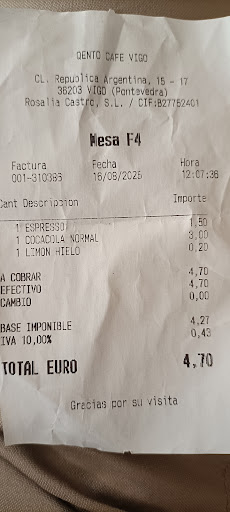 QENTO CAFE VIGO
CL. Republica Argentina, 15 - 17
36203 VIGO (Pontevedra)
Rosalia Castro, S.L. / CIF:B27752401
Mesa F4
Factura Fecha Hora
001-310386 16/08/2025 12:07:36
Cant Descripcion Importe
1 ESPRESSO 1,50
1 COCACOLA NORMAL 3,00
1 LIMON HIELO 0,20
A COBRAR 4,70
EFECTIVO 4,70
CAMBIO 0,00
BASE IMPONIBLE 4,27
IVA 10,00% 0,43
TOTAL EURO 4,70
Gracias por su visita